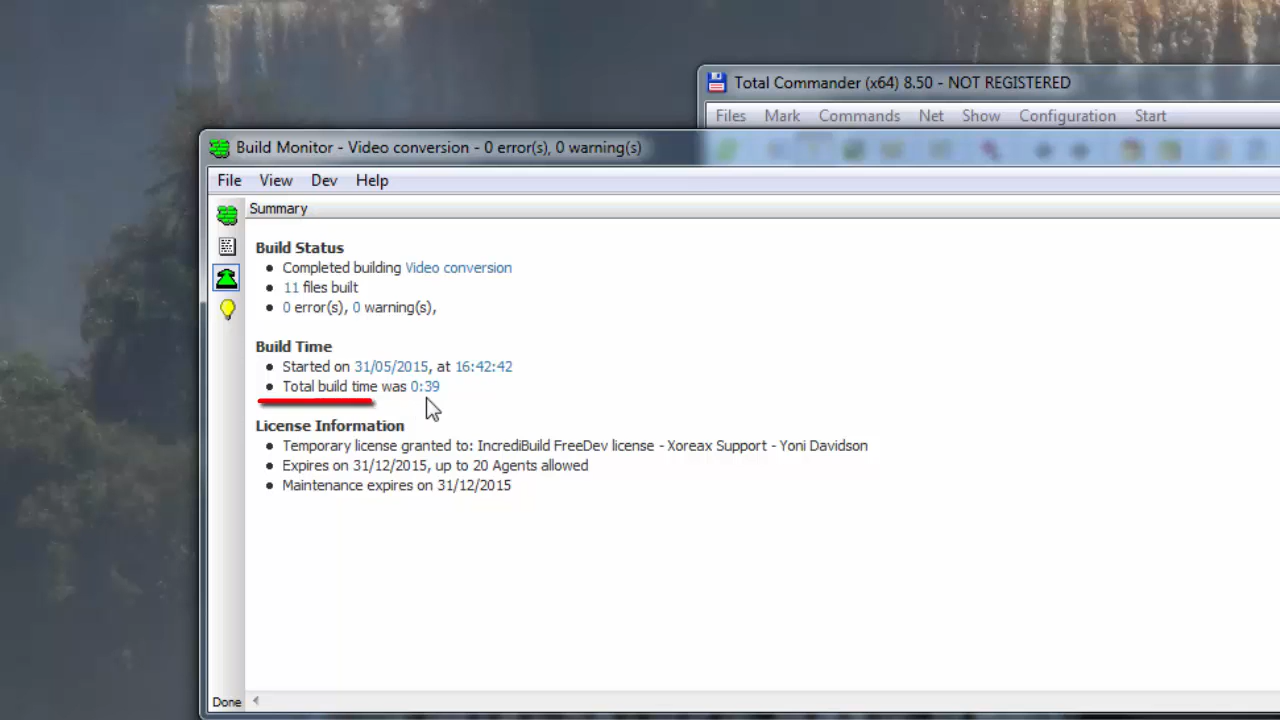 Total Commander (x64) 8.50 - NOT REGISTERED
Files Mark Commands Net Show Configuration Start
Build Monitor - Video conversion - 0 error(s), 0 warning(s)
File View Dev Help
Summary
Build Status
Completed building Video conversion
11 files built
0 error(s), 0 warning(s),
Build Time
Started on 31/05/2015, at 16:42:42
Total build time was 0:39
License Information
Temporary license granted to: IncrediBuild FreeDev license - Xoreax Support - Yoni Davidson
Expires on 31/12/2015, up to 20 Agents allowed
Maintenance expires on 31/12/2015
Done